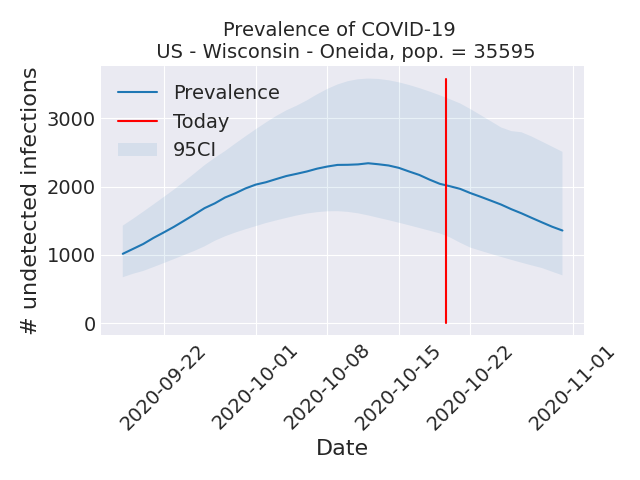 Prevalence of COVID-19
US - Wisconsin - Oneida, pop. = 35595
# undetected infections
3000
2000
1000
0
Prevalence
Today
95CI
2020-09-22
2020-10-01
2020-10-08
2020-10-15
2020-10-22
2020-11-01
Date